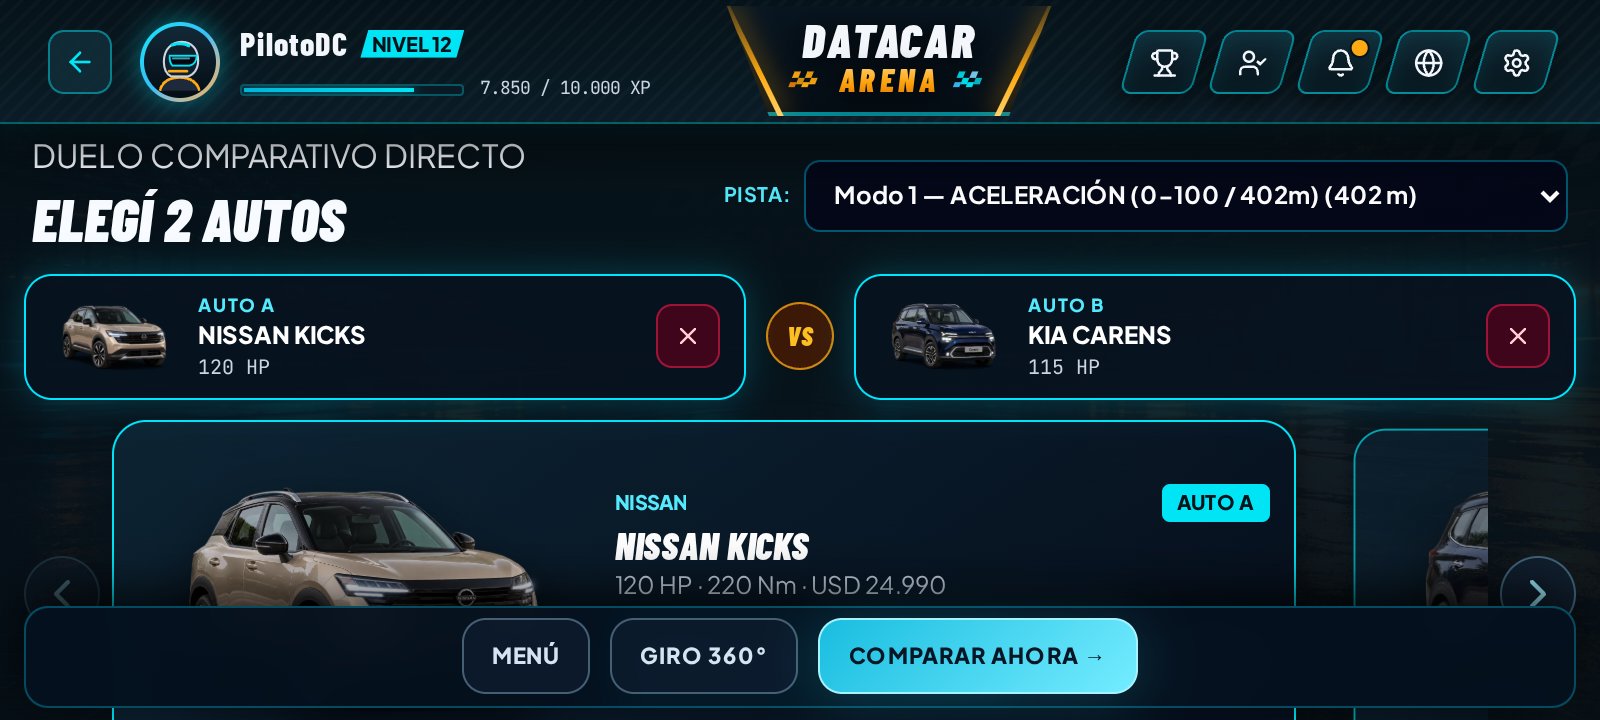 PilotoDC NIVEL 12
7.850 / 10.000 XP
DATACAR
ARENA
DUELO COMPARATIVO DIRECTO
ELEGÍ 2 AUTOS
PISTA:
Modo 1 — ACELERACIÓN (0-100 / 402m) (402 m)
AUTO A
NISSAN KICKS
120 HP
VS
AUTO B
KIA CARENS
115 HP
NISSAN
AUTO A
NISSAN KICKS
120 HP · 220 Nm · USD 24.990
MENÚ
GIRO 360°
COMPARAR AHORA →